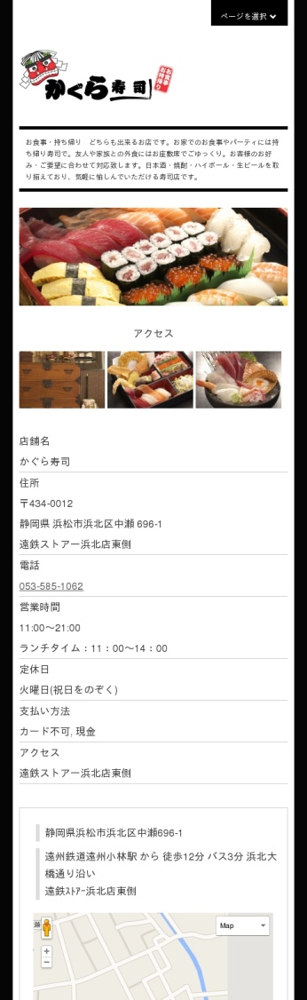 ページを選択
かぐら寿司
お食事
お持帰り
お食事・持ち帰り　どちらも出来るお店です。お家でのお食事やパーティには持
ち帰り寿司で。友人や家族との外食にはお座敷席でごゆっくり。お客様のお好
み・ご要望に合わせて対応致します。日本酒・焼酎・ハイボール・生ビールを取
り揃えており、気軽に愉しんでいただける寿司店です。
アクセス
店舗名
かぐら寿司
住所
〒434-0012
静岡県 浜松市浜北区中瀬 696-1
遠鉄ストアー浜北店東側
電話
053-585-1062
営業時間
11:00〜21:00
ランチタイム：11：00〜14：00
定休日
火曜日(祝日をのぞく)
支払い方法
カード不可, 現金
アクセス
遠鉄ストアー浜北店東側
静岡県浜松市浜北区中瀬696-1
遠州鉄道遠州小林駅 から 徒歩12分 バス3分 浜北大
橋通り沿い
遠鉄ｽﾄｱｰ浜北店東側
Map